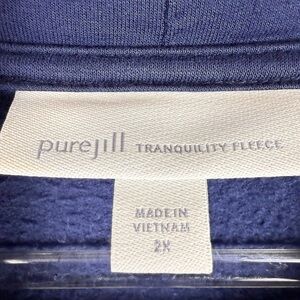 purejill TRANQUILITY FLEECE
MADE IN
VIETNAM
2X